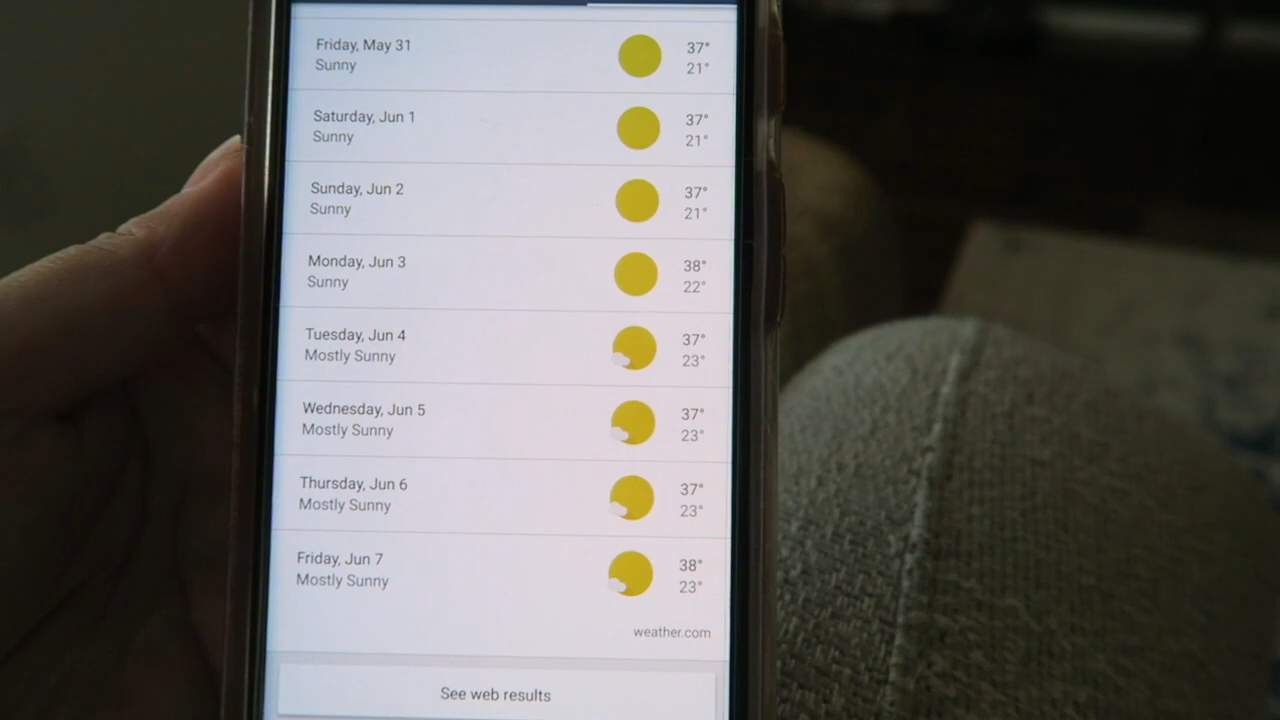 Friday, May 31
Sunny
37°
21°
Saturday, Jun 1
Sunny
37°
21°
Sunday, Jun 2
Sunny
37°
21°
Monday, Jun 3
Sunny
38°
22°
Tuesday, Jun 4
Mostly Sunny
37°
23°
Wednesday, Jun 5
Mostly Sunny
37°
23°
Thursday, Jun 6
Mostly Sunny
37°
23°
Friday, Jun 7
Mostly Sunny
38°
23°
weather.com
See web results